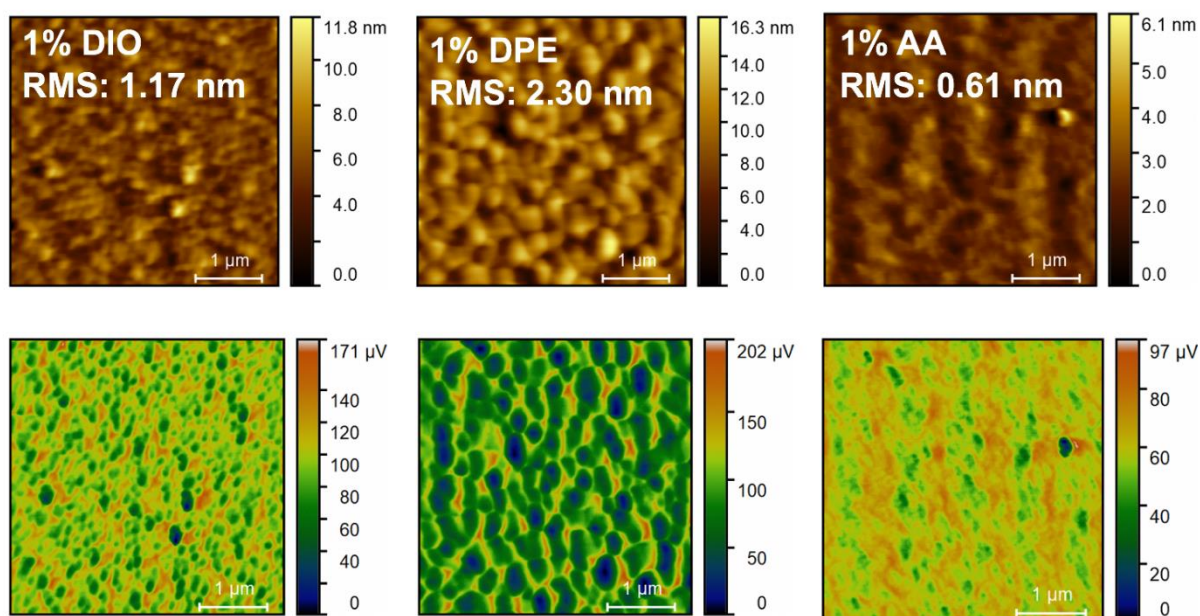 1% DIO
RMS: 1.17 nm
1 µm
11.8 nm
10.0
8.0
6.0
4.0
0.0
1% DPE
RMS: 2.30 nm
1 µm
16.3 nm
14.0
12.0
10.0
8.0
6.0
4.0
2.0
0.0
1% AA
RMS: 0.61 nm
1 µm
6.1 nm
5.0
4.0
3.0
2.0
0.0
1 µm
171 µV
140
120
100
80
60
40
0
1 µm
202 µV
150
100
50
0
1 µm
97 µV
80
60
40
20
0